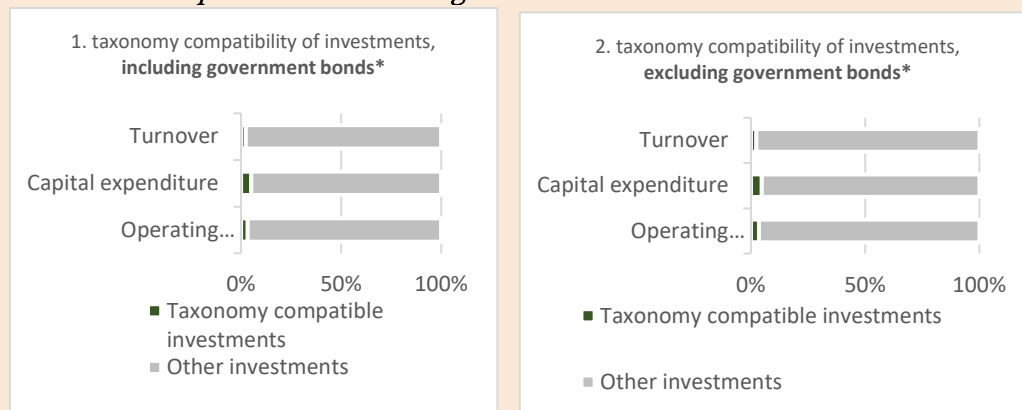 1. taxonomy compatibility of investments,
including government bonds*
Turnover
Capital expenditure
Operating...
0% 50% 100%
Taxonomy compatible
investments
Other investments
2. taxonomy compatibility of investments,
excluding government bonds*
Turnover
Capital expenditure
Operating...
0% 50% 100%
Taxonomy compatible investments
Other investments